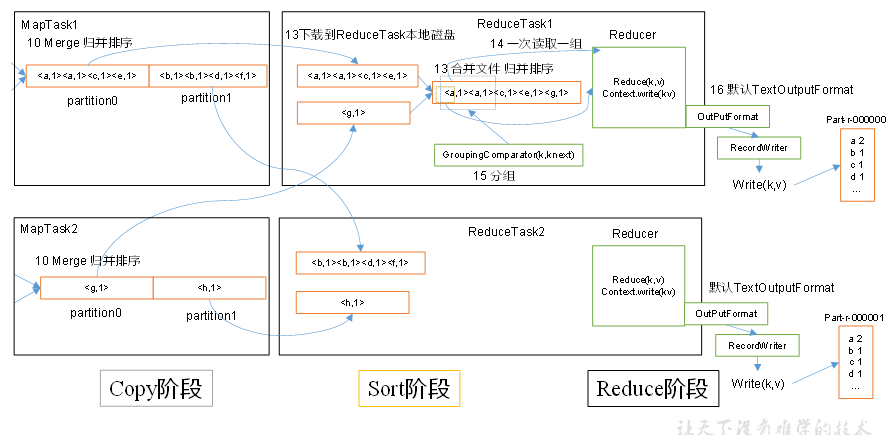 MapTask1
10 Merge 归并排序
<a,1><a,1><c,1><e,1>
<b,1><b,1><d,1><f,1>
partition0
partition1
ReduceTask1
13下载到ReduceTask本地磁盘
<a,1><a,1><c,1><e,1>
<g,1>
14 一次读取一组
13 合并文件 归并排序
<a,1><a,1><c,1><e,1><g,1>
GroupingComparator(k,knext)
15 分组
Reducer
Reduce(k,v)
Context.write(kv)
16 默认TextOutputFormat
OutPutFormat
RecordWriter
Write(k,v)
Part-r-000000
a 2
b 1
c 1
d 1
...
MapTask2
10 Merge 归并排序
<g,1>
<h,1>
partition0
partition1
ReduceTask2
<b,1><b,1><d,1><f,1>
<h,1>
Reducer
Reduce(k,v)
Context.write(kv)
默认TextOutputFormat
OutPutFormat
RecordWriter
Write(k,v)
Part-r-000001
a 2
b 1
c 1
d 1
...
Copy阶段
Sort阶段
Reduce阶段
让天下没有难学的技术